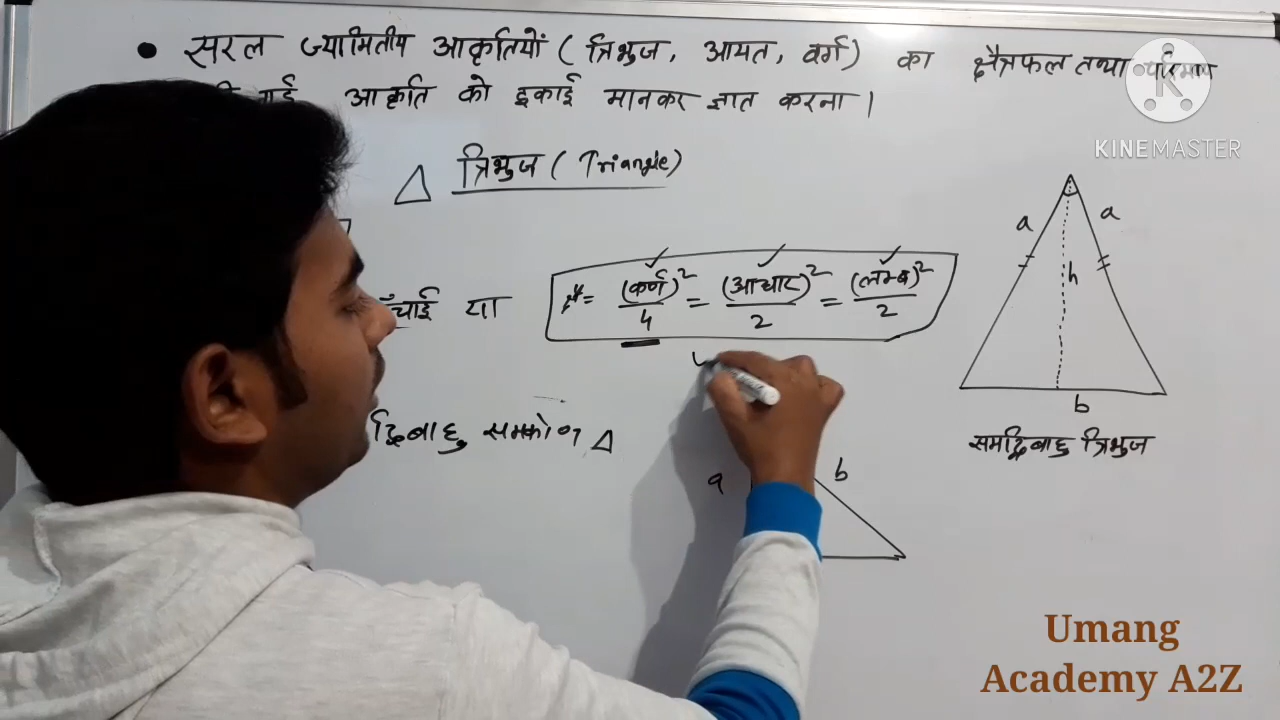 • सरल ज्यामितीय आकृतियों ( त्रिभुज, आयत, वर्ग) का क्षैत्रफल तथा परिमाप
आकृति को इकाई मानकर ज्ञात करना।
KINEMASTER
△ त्रिभुज ( Triangle)
a a
h
b
ऊँचाई या
= (कर्ण)²/4 = (आधार)²/2 = (लम्ब)²/2
द्विबाहु समकोण △
समद्विबाहु त्रिभुज
a b
Umang
Academy A2Z